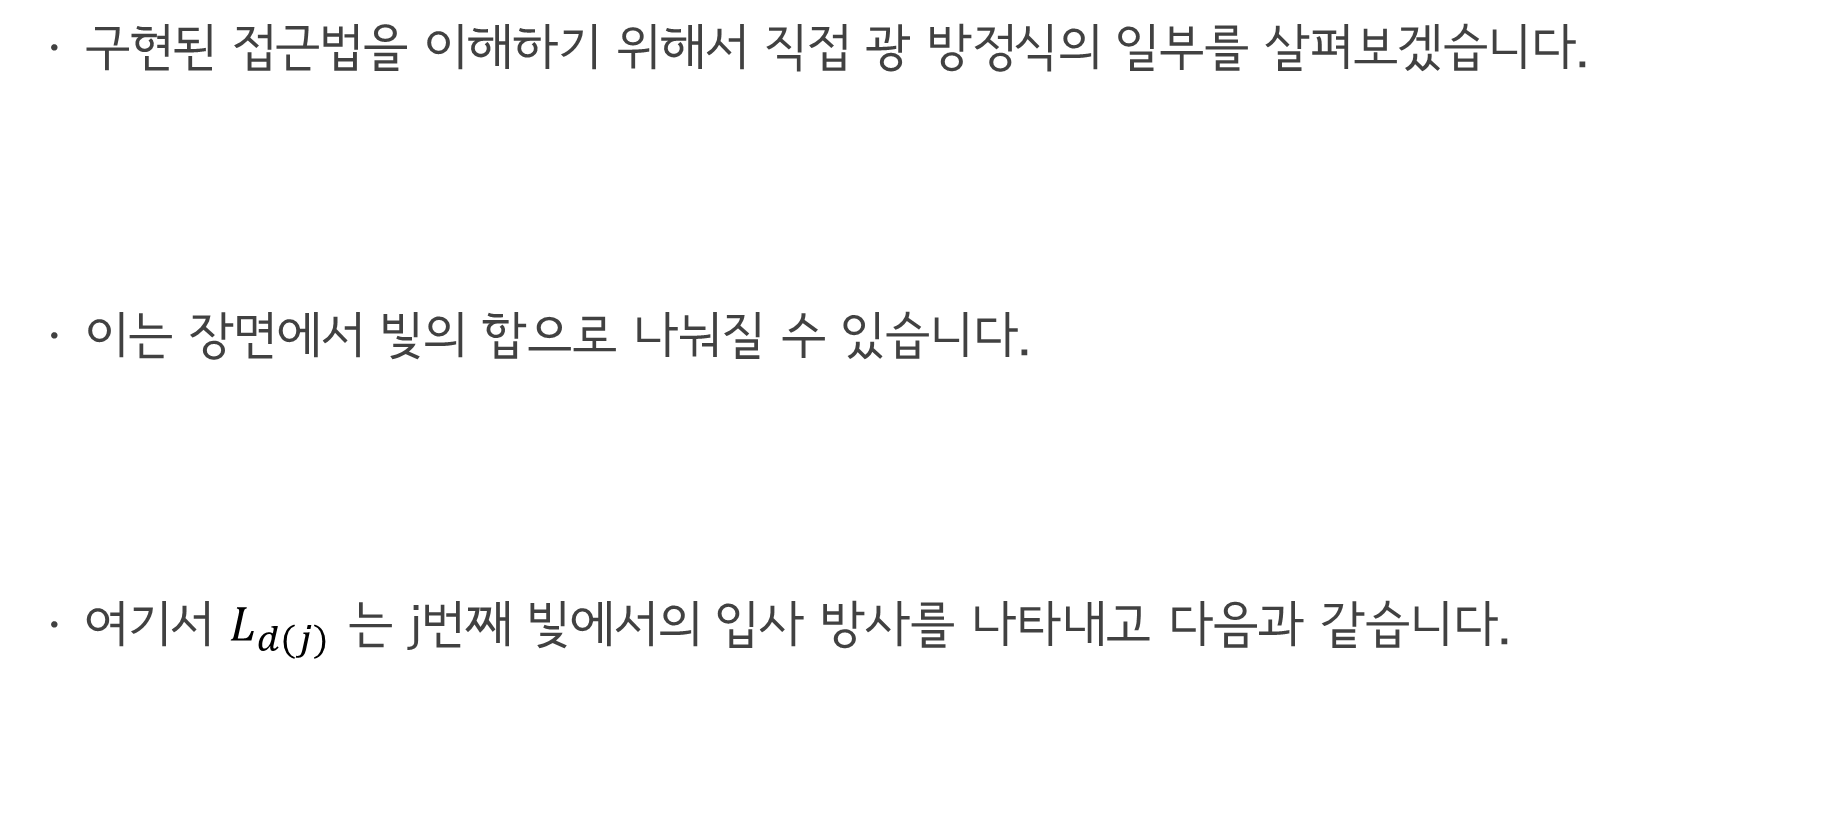 · 구현된 접근법을 이해하기 위해서 직접 광 방정식의 일부를 살펴보겠습니다.
· 이는 장면에서 빛의 합으로 나눠질 수 있습니다.
· 여기서 L_{d(j)} 는 j번째 빛에서의 입사 방사를 나타내고 다음과 같습니다.